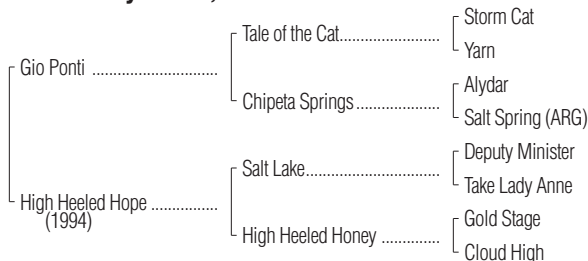 Storm Cat
Tale of the Cat....................
Yarn
Gio Ponti ..............................
Alydar
Chipeta Springs.................
Salt Spring (ARG)
Deputy Minister
Salt Lake...........................
Take Lady Anne
High Heeled Hope ................
(1994)
Gold Stage
High Heeled Honey ..............
Cloud High